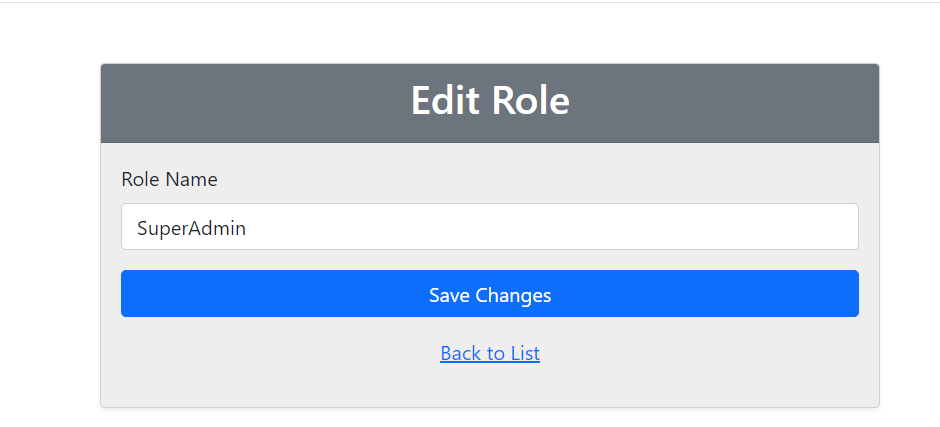 Edit Role
Role Name
SuperAdmin
Save Changes
Back to List